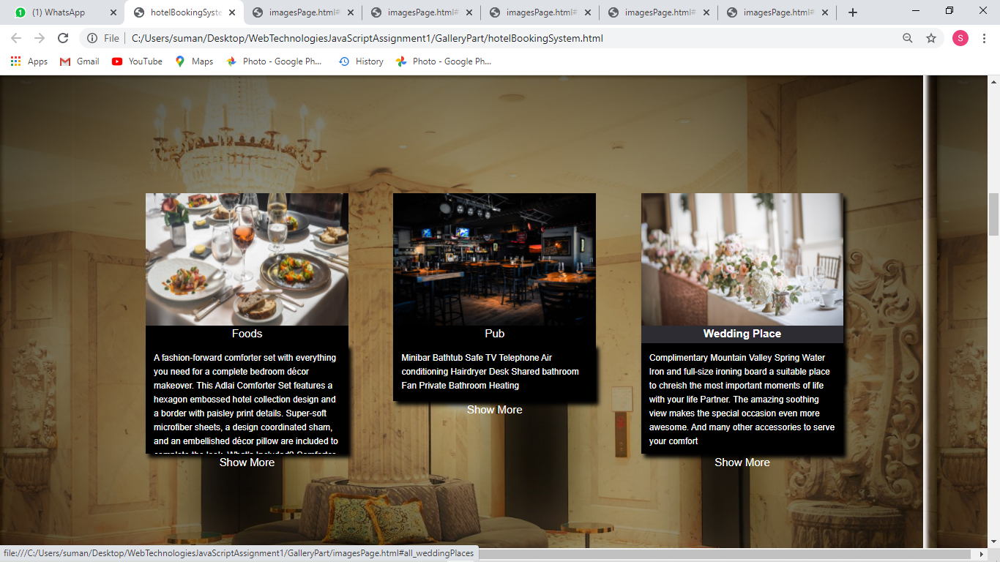 1 (1) WhatsApp
hotelBookingSyste
imagesPage.html#
imagesPage.html#
imagesPage.html#
imagesPage.html#
imagesPage.html#
File C:/Users/suman/Desktop/WebTechnologiesJavaScriptAssignment1/GalleryPart/hotelBookingSystem.html
S
Apps
Gmail
YouTube
Maps
Photo - Google Ph...
History
Photo - Google Ph...
Foods
A fashion-forward comforter set with everything
you need for a complete bedroom décor
makeover. This Adlai Comforter Set features a
hexagon embossed hotel collection design and
a border with paisley print details. Super-soft
microfiber sheets, a design coordinated sham,
and an embellished décor pillow are included to
complete the look. What's Included? Comforter
Show More
Pub
Minibar Bathtub Safe TV Telephone Air
conditioning Hairdryer Desk Shared bathroom
Fan Private Bathroom Heating
Show More
Wedding Place
Complimentary Mountain Valley Spring Water
Iron and full-size ironing board a suitable place
to chreish the most important moments of life
with your life Partner. The amazing soothing
view makes the special occasion even more
awesome. And many other accessories to serve
your comfort
Show More
file:///C:/Users/suman/Desktop/WebTechnologiesJavaScriptAssignment1/GalleryPart/imagesPage.html#all_weddingPlaces